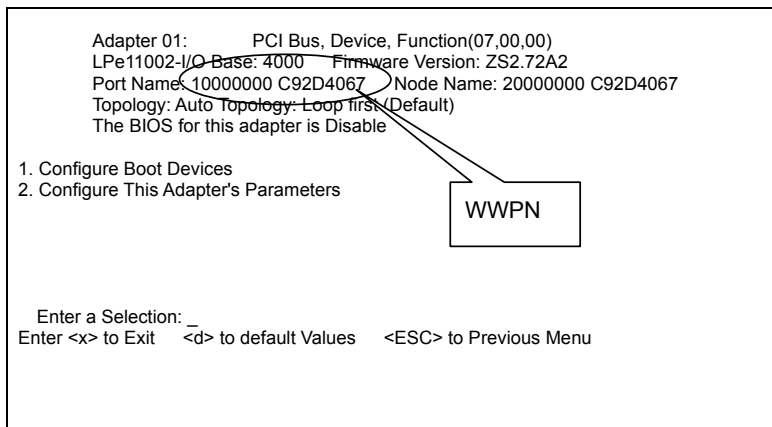 Adapter 01: PCI Bus, Device, Function(07,00,00)
LPe11002-I/O Base: 4000 Firmware Version: ZS2.72A2
Port Name: 10000000 C92D4067 Node Name: 20000000 C92D4067
Topology: Auto Topology: Loop first (Default)
The BIOS for this adapter is Disable
1. Configure Boot Devices
2. Configure This Adapter's Parameters
WWPN
Enter a Selection: _
Enter <x> to Exit <d> to default Values <ESC> to Previous Menu